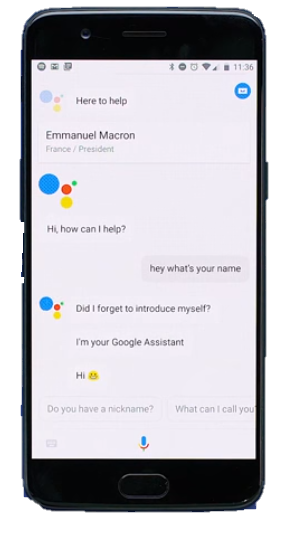 11:36
Here to help
Emmanuel Macron
France / President
Hi, how can I help?
hey what's your name
Did I forget to introduce myself?
I'm your Google Assistant
Hi 😀
Do you have a nickname?
What can I call you